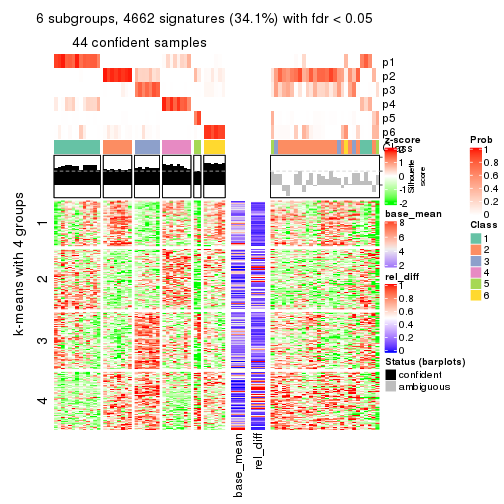 6 subgroups, 4662 signatures (34.1%) with fdr < 0.05
44 confident samples
p1
p2
p3
p4
p5
p6
Class
Silhouette
score
k-means with 4 groups
1
2
3
4
base_mean
rel_diff
z-score
2
1
0
-1
-2
base_mean
8
6
4
2
rel_diff
1
0.8
0.6
0.4
0.2
0
Status (barplots)
confident
ambiguous
Prob
1
0.8
0.6
0.4
0.2
0
Class
1
2
3
4
5
6